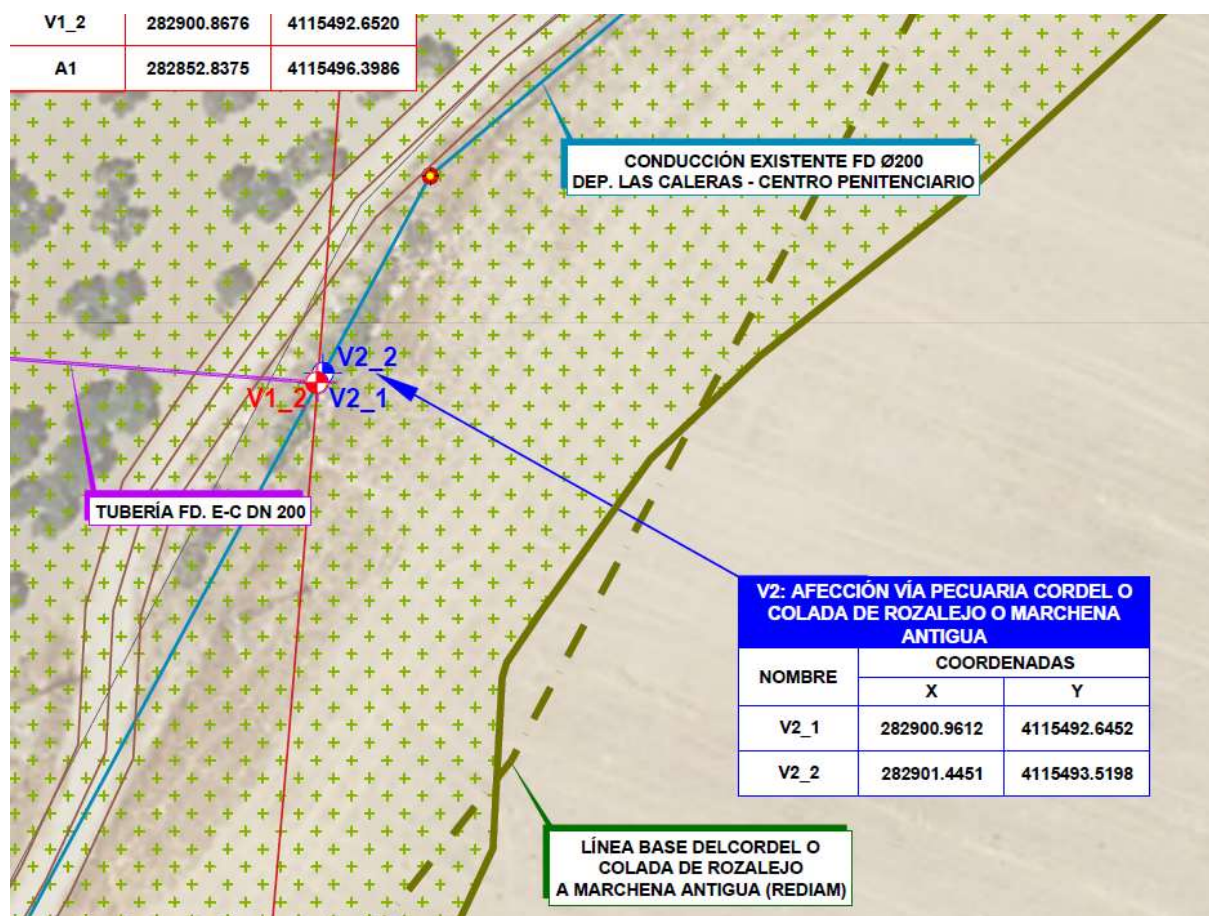 V1_2 282900.8676 4115492.6520
A1 282852.8375 4115496.3986
CONDUCCIÓN EXISTENTE FD Ø200
DEP. LAS CALERAS - CENTRO PENITENCIARIO
V2_2
V1_2 V2_1
TUBERÍA FD. E-C DN 200
V2: AFECCIÓN VÍA PECUARIA CORDEL O
COLADA DE ROZALEJO O MARCHENA
ANTIGUA
NOMBRE COORDENADAS
X Y
V2_1 282900.9612 4115492.6452
V2_2 282901.4451 4115493.5198
LÍNEA BASE DELCORDEL O
COLADA DE ROZALEJO
A MARCHENA ANTIGUA (REDIAM)